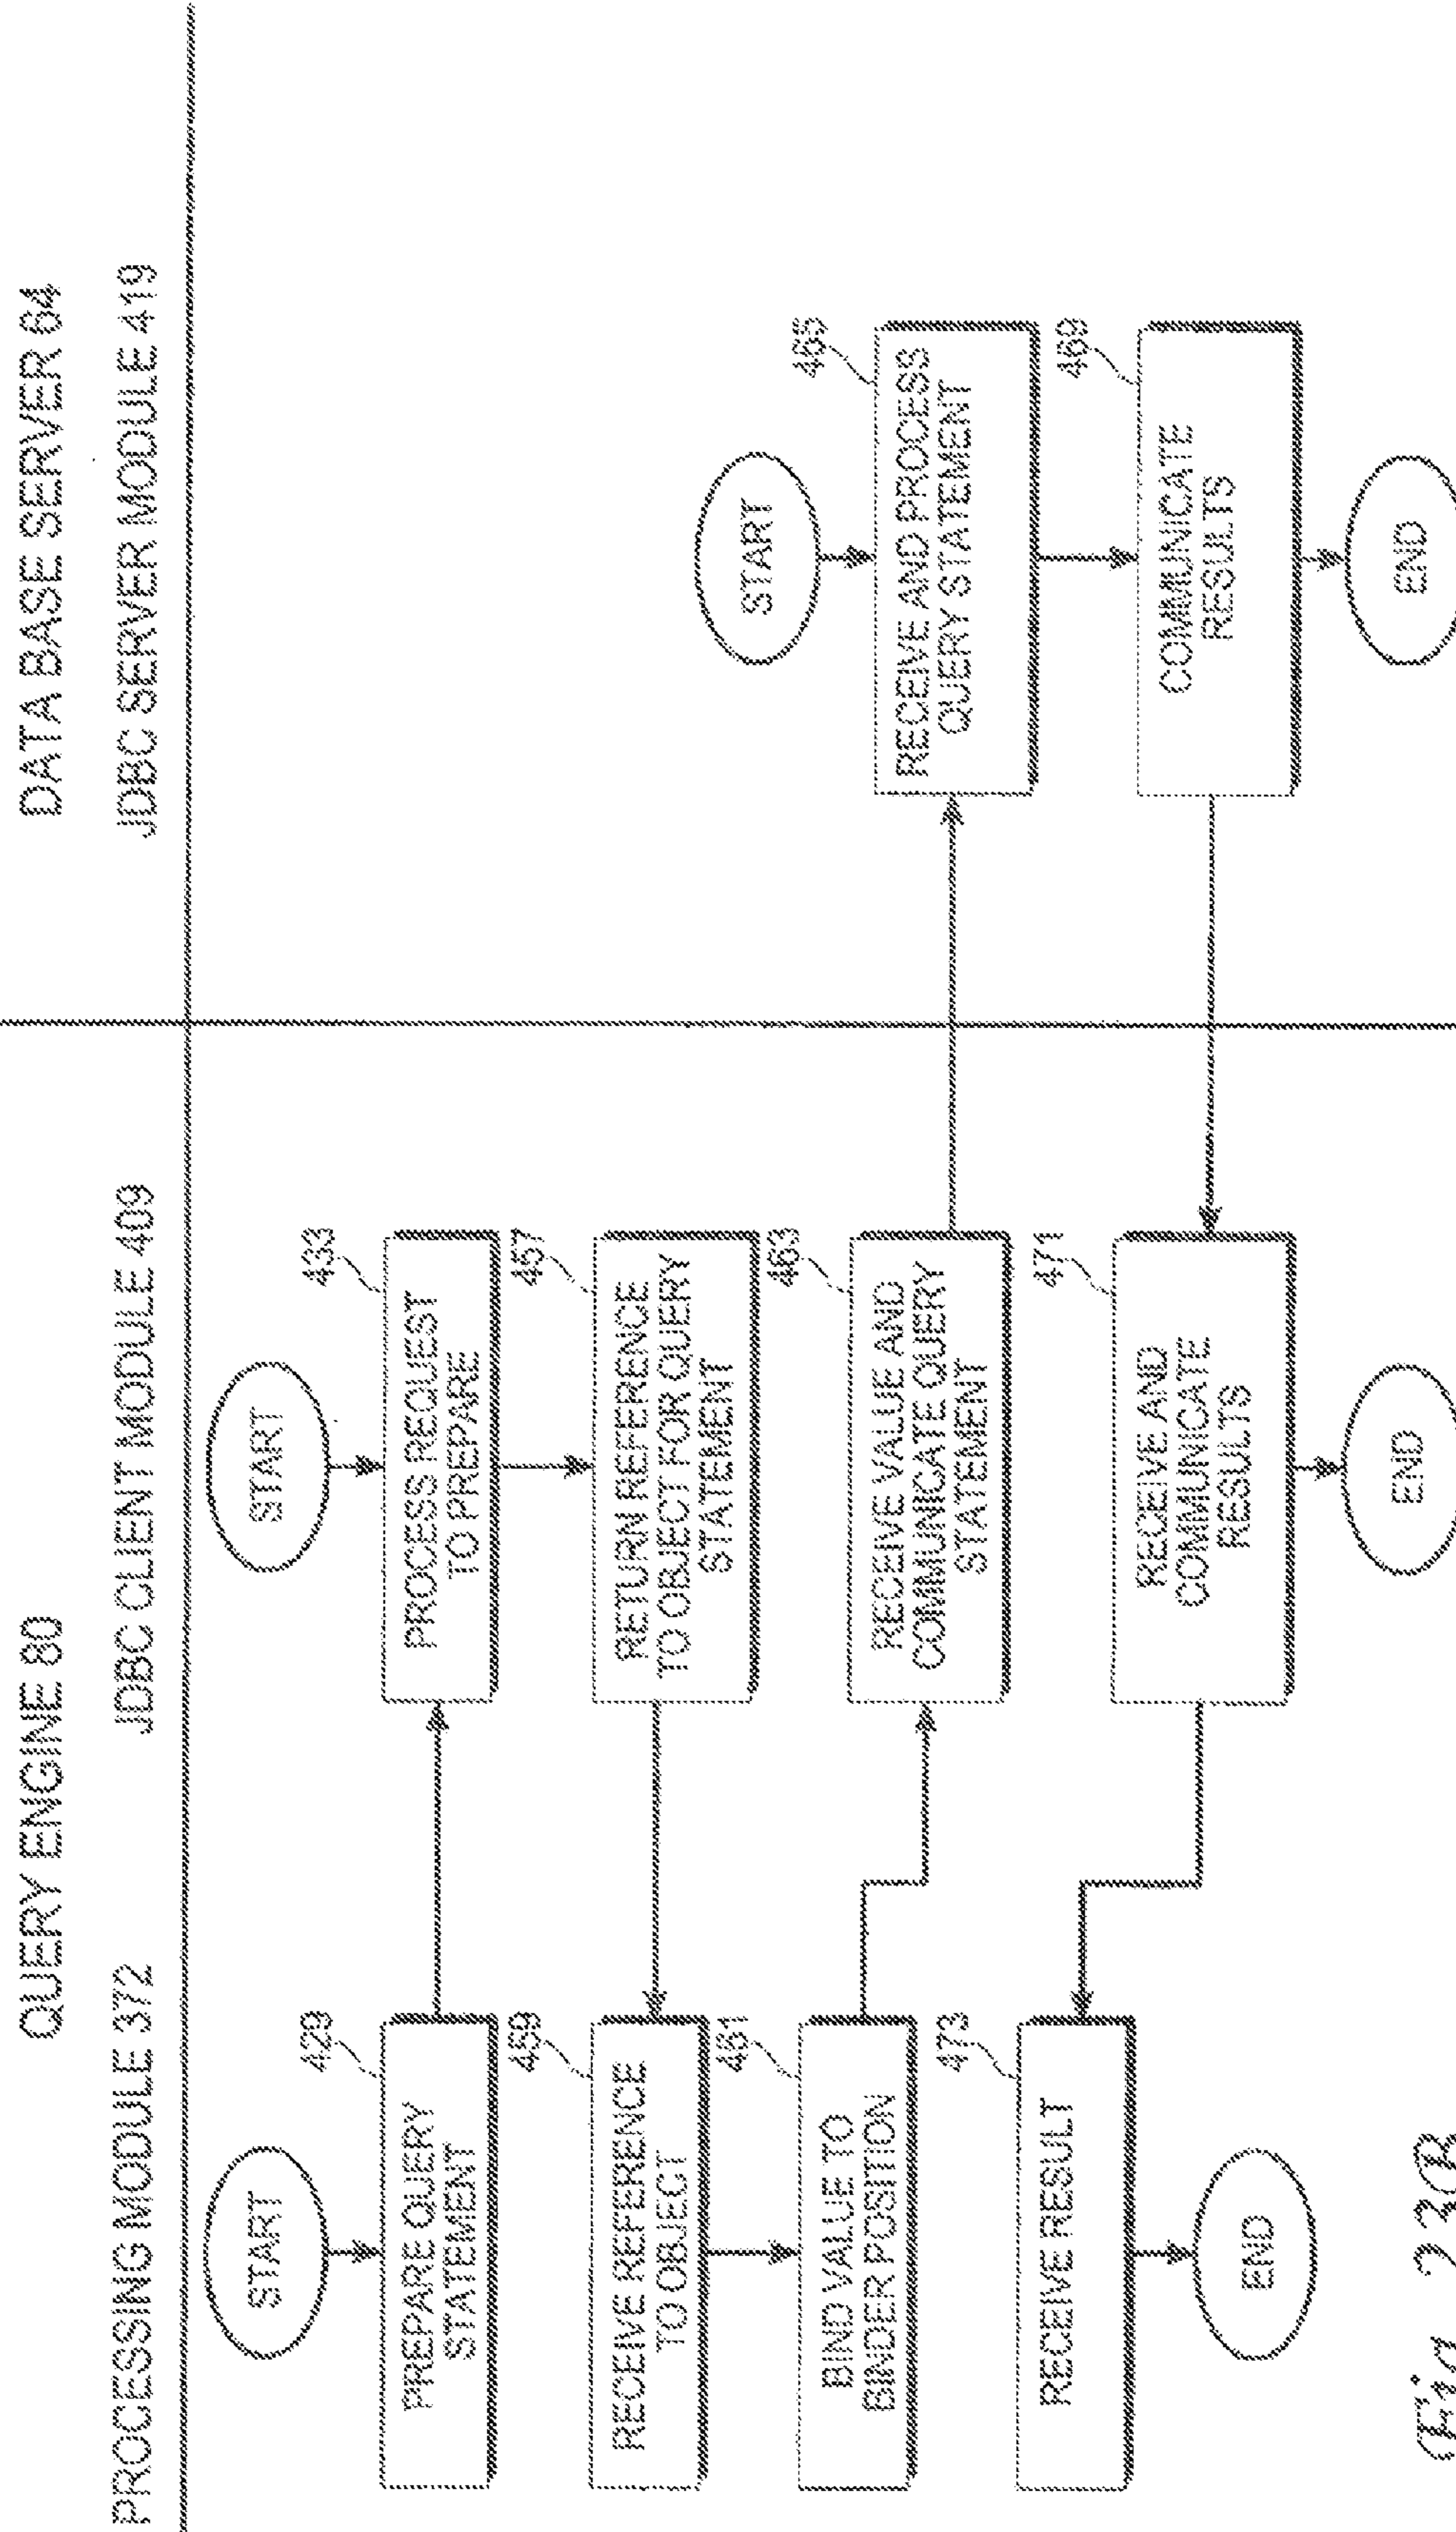 QUERY ENGINE 80
DATA BASE SERVER 64
PROCESSING MODULE 372
JDBC CLIENT MODULE 409
JDBC SERVER MODULE 419
START
START
429
PREPARE QUERY
STATEMENT
433
PROCESS REQUEST
TO PREPARE
459
RECEIVE REFERENCE
TO OBJECT
457
RETURN REFERENCE
TO OBJECT FOR QUERY
STATEMENT
START
461
BIND VALUE TO
BINDER POSITION
463
RECEIVE VALUE AND
COMMUNICATE QUERY
STATEMENT
465
RECEIVE AND PROCESS
QUERY STATEMENT
473
RECEIVE RESULT
471
RECEIVE AND
COMMUNICATE
RESULTS
469
COMMUNICATE
RESULTS
END
END
END
Fig. 23B